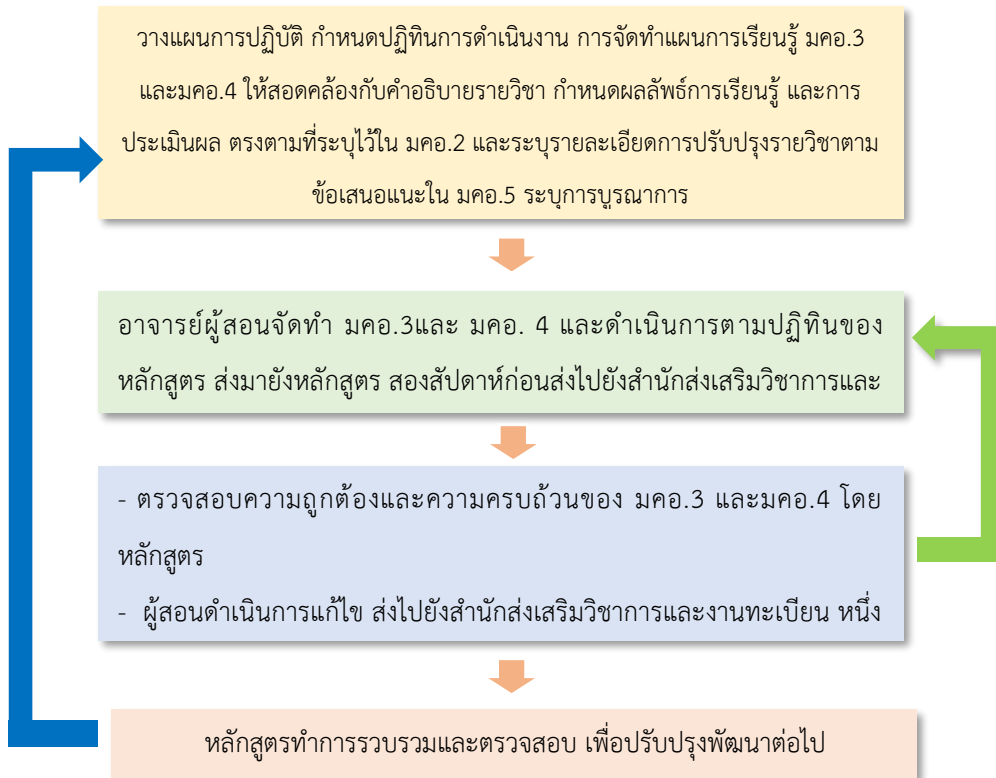 วางแผนการปฏิบัติ กำหนดปฏิทินการดำเนินงาน การจัดทำแผนการเรียนรู้ มคอ.3
และมคอ.4 ให้สอดคล้องกับคำอธิบายรายวิชา กำหนดผลลัพธ์การเรียนรู้ และการ
ประเมินผล ตรงตามที่ระบุไว้ใน มคอ.2 และระบุรายละเอียดการปรับปรุงรายวิชาตาม
ข้อเสนอแนะใน มคอ.5 ระบุการบูรณาการ
อาจารย์ผู้สอนจัดทำ มคอ.3และ มคอ. 4 และดำเนินการตามปฏิทินของ
หลักสูตร ส่งมายังหลักสูตร สองสัปดาห์ก่อนส่งไปยังสำนักส่งเสริมวิชาการและ
- ตรวจสอบความถูกต้องและความครบถ้วนของ มคอ.3 และมคอ.4 โดย
หลักสูตร
- ผู้สอนดำเนินการแก้ไข ส่งไปยังสำนักส่งเสริมวิชาการและงานทะเบียน หนึ่ง
หลักสูตรทำการรวบรวมและตรวจสอบ เพื่อปรับปรุงพัฒนาต่อไป